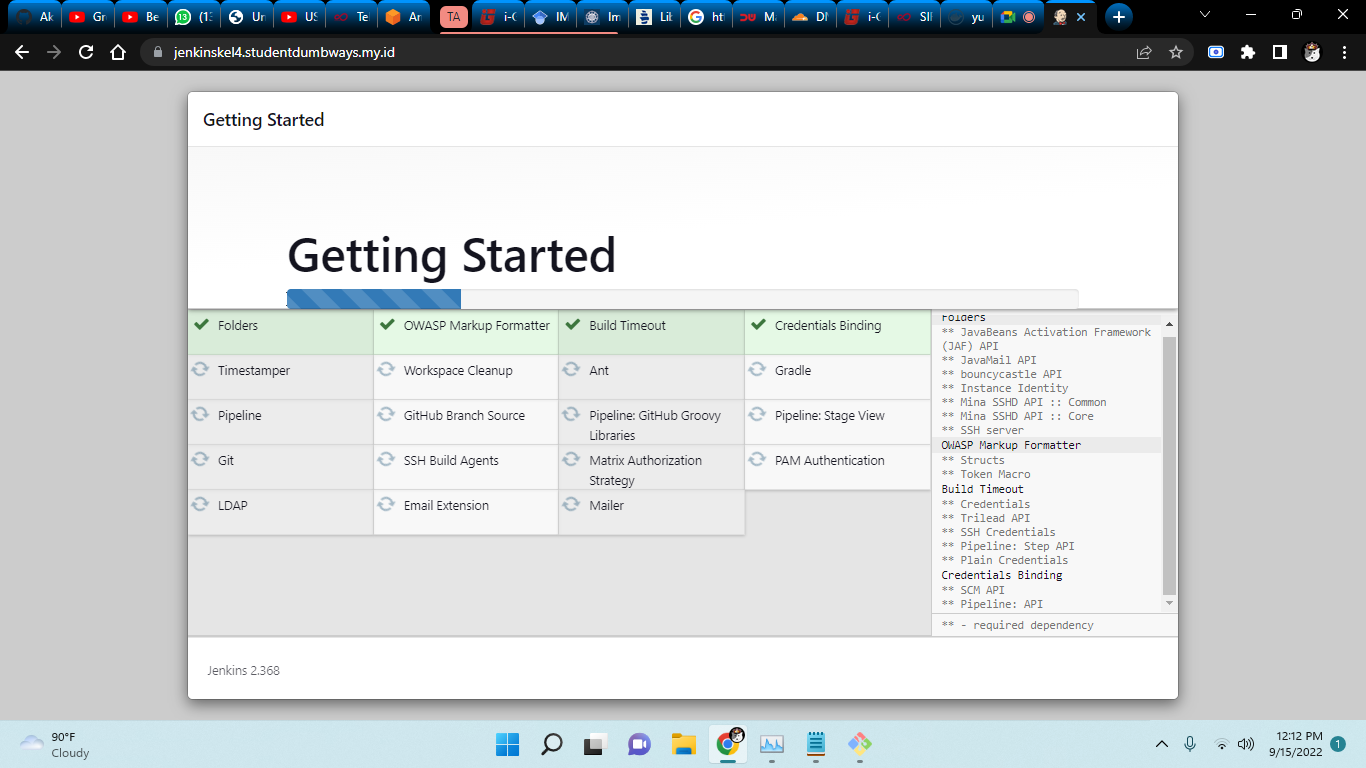 Ak
Gr
Be
(1:
Ur
US
Te
Ar
TA
i-C
IM
Im
Lil
htt
M
DI
i-C
SII
yu
jenkinskel4.studentdumbways.my.id
Getting Started
Getting Started
Folders
OWASP Markup Formatter
Build Timeout
Credentials Binding
Timestamper
Workspace Cleanup
Ant
Gradle
Pipeline
GitHub Branch Source
Pipeline: GitHub Groovy
Libraries
Pipeline: Stage View
Git
SSH Build Agents
Matrix Authorization
Strategy
PAM Authentication
LDAP
Email Extension
Mailer
Folders
** JavaBeans Activation Framework
(JAF) API
** JavaMail API
** bouncycastle API
** Instance Identity
** Mina SSHD API :: Common
** Mina SSHD API :: Core
** SSH server
OWASP Markup Formatter
** Structs
** Token Macro
Build Timeout
** Credentials
** Trilead API
** SSH Credentials
** Pipeline: Step API
** Plain Credentials
Credentials Binding
** SCM API
** Pipeline: API
** - required dependency
Jenkins 2.368
90°F
Cloudy
12:12 PM
9/15/2022
1